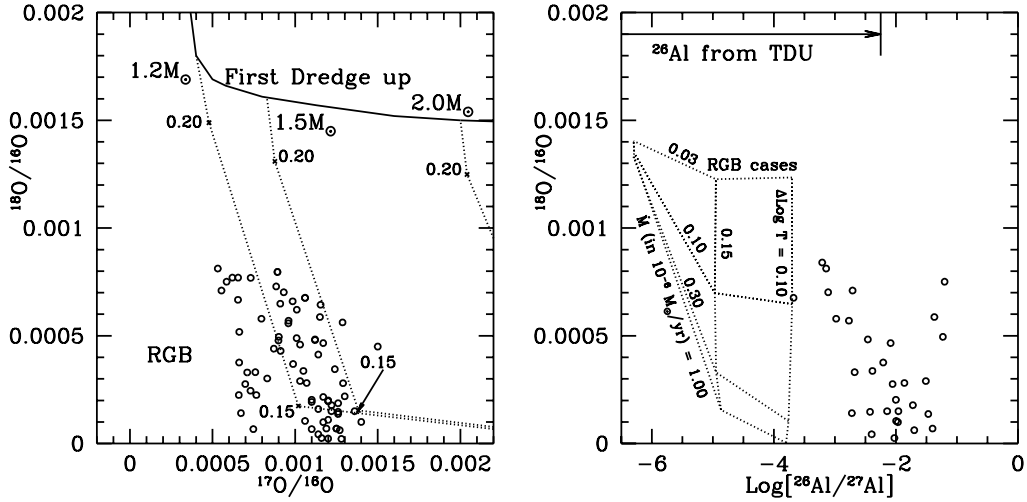 0.002
0.0015
0.001
0.0005
0
¹⁸O/¹⁶O
1.2M⊙
First Dredge up
2.0M⊙
0.20
1.5M⊙
0.20
0.20
RGB
0.15
0.15
0 0.0005 0.001 0.0015 0.002
¹⁷O/¹⁶O
0.002
0.0015
0.001
0.0005
0
¹⁸O/¹⁶O
²⁶Al from TDU
0.03 RGB cases
0.10
0.15
ΔLog T = 0.10
0.30
Ṁ (in 10⁻⁶ M⊙/yr) = 1.00
−6 −4 −2 0
Log[²⁶Al/²⁷Al]